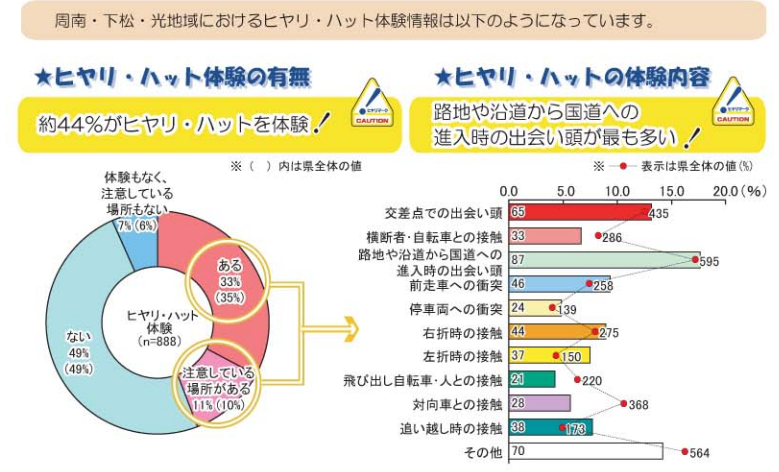 周南・下松・光地域におけるヒヤリ・ハット体験情報は以下のようになっています。
★ヒヤリ・ハット体験の有無
約44%がヒヤリ・ハットを体験！
ヒヤリマーク
CAUTION
※（ ）内は県全体の値
体験もなく、
注意している
場所もない
7%(6%)
ある
33%
(35%)
ヒヤリ・ハット
体験
(n=888)
ない
49%
(49%)
注意している
場所がある
11%(10%)
★ヒヤリ・ハットの体験内容
路地や沿道から国道への
進入時の出会い頭が最も多い！
ヒヤリマーク
CAUTION
※ 表示は県全体の値(%)
0.0 5.0 10.0 15.0 20.0(%)
交差点での出会い頭 65 435
横断者・自転車との接触 33 286
路地や沿道から国道への
進入時の出会い頭 87 595
前走車への衝突 46 258
停車両への衝突 24 139
右折時の接触 44 275
左折時の接触 37 150
飛び出し自転車・人との接触 21 220
対向車との接触 28 368
追い越し時の接触 38 173
その他 70 564